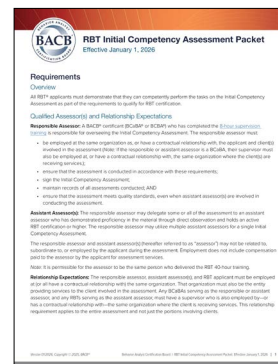 BEHAVIOR ANALYST CERTIFICATION BOARD
BACB
RBT Initial Competency Assessment Packet
Effective January 1, 2026
Requirements
Overview
All RBT® applicants must demonstrate that they can competently perform the tasks on the Initial Competency
Assessment as part of the requirements to qualify for RBT certification.
Qualified Assessor(s) and Relationship Expectations
Responsible Assessor: A BACB® certificant (BCaBA® or BCBA®) who has completed the 8-hour supervision
training is responsible for overseeing the Initial Competency Assessment. The responsible assessor must:
• be employed at the same organization as, or have a contractual relationship with, the applicant and client(s)
involved in the assessment (Note: If the responsible or assistant assessor is a BCaBA, their supervisor must
also be employed at, or have a contractual relationship with, the same organization where the client(s) are
receiving services.);
• ensure that the assessment is conducted in accordance with these requirements;
• sign the Initial Competency Assessment;
• maintain records of all assessments conducted; AND
• ensure that the assessment meets quality standards, even when assistant assessor(s) are involved in
conducting the assessment.
Assistant Assessor(s): The responsible assessor may delegate some or all of the assessment to an assistant
assessor who has demonstrated proficiency in the material through direct observation and holds an active
RBT certification or higher. The responsible assessor may utilize multiple assistant assessors for a single Initial
Competency Assessment.
The responsible assessor and assistant assessor(s) (hereafter referred to as "assessor") may not be related to,
subordinate to, or employed by the applicant during the assessment. Employment does not include compensation
paid to the assessor by the applicant for assessment services.
Note: It is permissible for the assessor to be the same person who delivered the RBT 40-hour training.
Relationship Expectations: The responsible assessor, assistant assessor(s), and RBT applicant must be employed
at (or all have a contractual relationship with) the same organization. That organization must also be the entity
providing services to the client involved in the assessment. Any BCaBAs serving as the responsible or assistant
assessor, and any RBTs serving as the assistant assessor, must have a supervisor who is also employed by—or
has a contractual relationship with—the same organization where the client is receiving services. This relationship
requirement applies to the entire assessment and not just the portions involving clients.